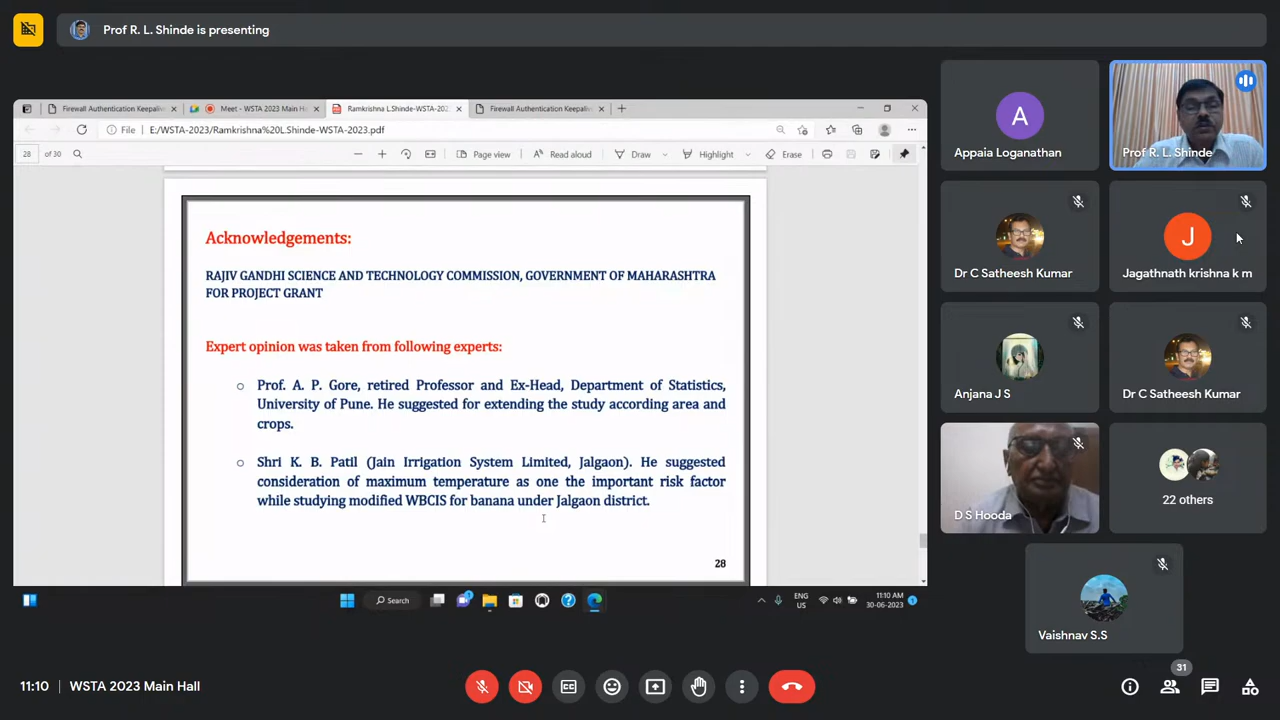 Prof R. L. Shinde is presenting
Firewall Authentication Keepaliv
Meet - WSTA 2023 Main H
Ramkrishna L.Shinde-WSTA-202
Firewall Authentication Keepaliv
File
E:/WSTA-2023/Ramkrishna%20L.Shinde-WSTA-2023.pdf
28 of 30
Page view
Read aloud
Draw
Highlight
Erase
Acknowledgements:
RAJIV GANDHI SCIENCE AND TECHNOLOGY COMMISSION, GOVERNMENT OF MAHARASHTRA
FOR PROJECT GRANT
Expert opinion was taken from following experts:
Prof. A. P. Gore, retired Professor and Ex-Head, Department of Statistics,
University of Pune. He suggested for extending the study according area and
crops.
Shri K. B. Patil (Jain Irrigation System Limited, Jalgaon). He suggested
consideration of maximum temperature as one the important risk factor
while studying modified WBCIS for banana under Jalgaon district.
28
Search
ENG
US
11:10 AM
30-06-2023
A
Appaia Loganathan
Prof R. L. Shinde
Dr C Satheesh Kumar
J
Jagathnath krishna k m
Anjana J S
Dr C Satheesh Kumar
D S Hooda
22 others
Vaishnav S.S
11:10 | WSTA 2023 Main Hall
31